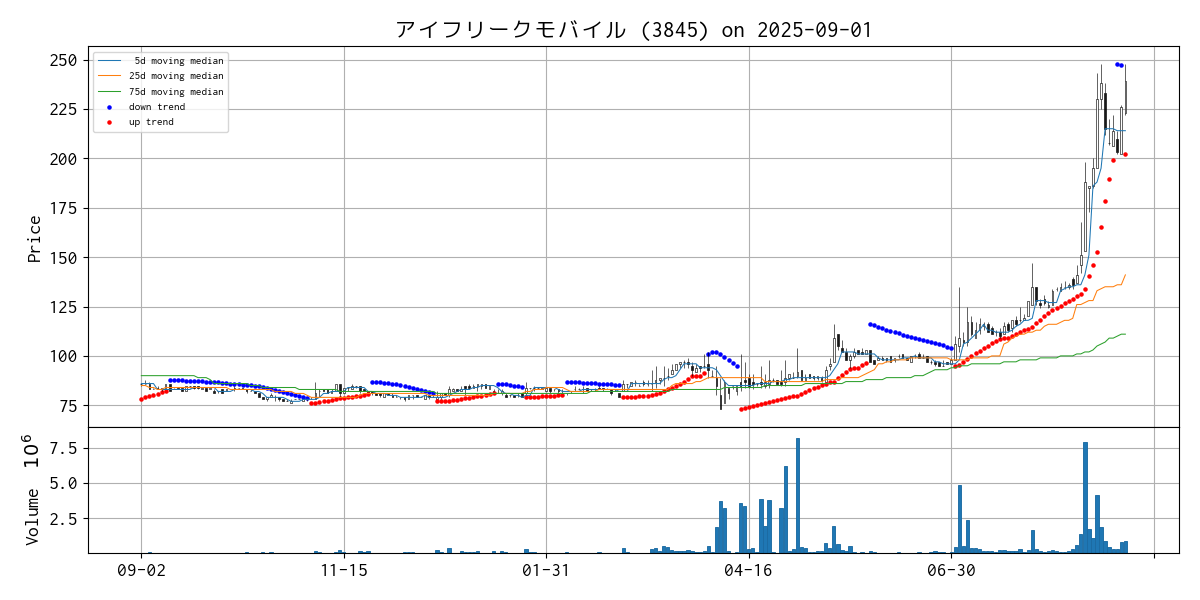 アイフリークモバイル (3845) on 2025-09-01
250
225
200
175
150
125
100
75
Price
5d moving median
25d moving median
75d moving median
down trend
up trend
7.5
5.0
2.5
Volume 10^6
09-02
11-15
01-31
04-16
06-30